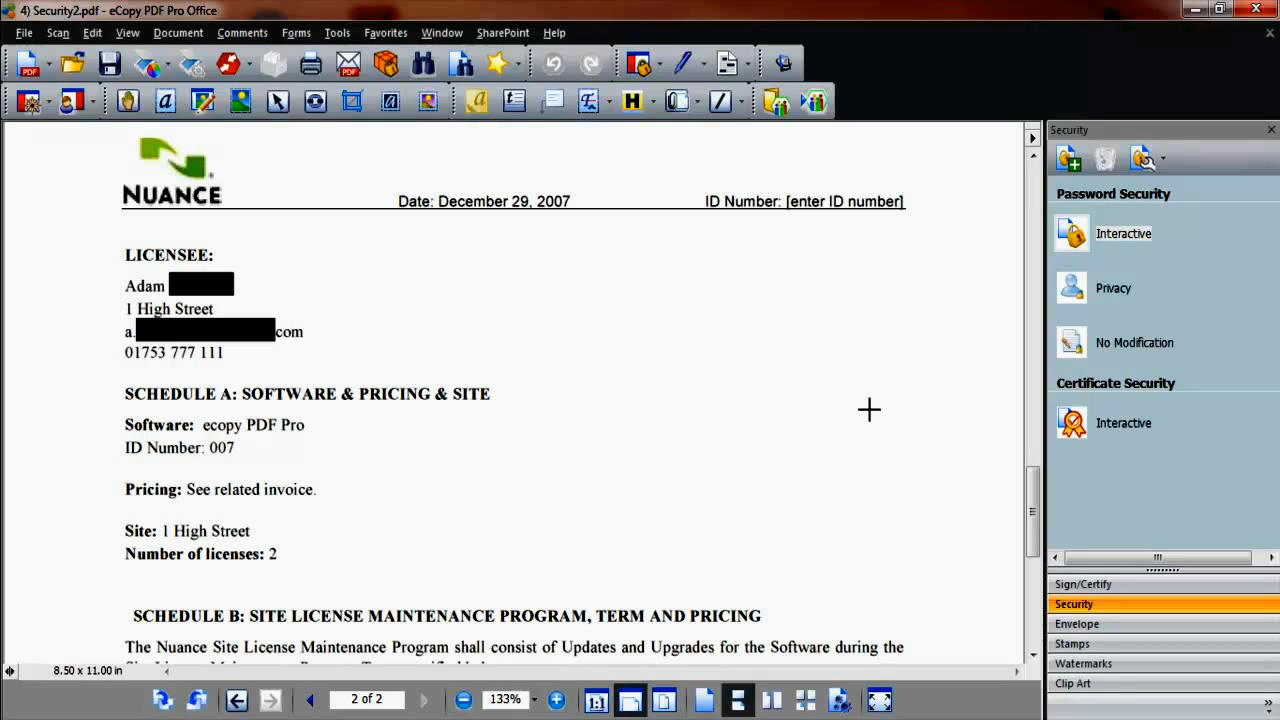 4) Security2.pdf - eCopy PDF Pro Office
File Scan Edit View Document Comments Forms Tools Favorites Window SharePoint Help
NUANCE
Date: December 29, 2007
ID Number: [enter ID number]
LICENSEE:
Adam
1 High Street
a. com
01753 777 111
SCHEDULE A: SOFTWARE & PRICING & SITE
Software: ecopy PDF Pro
ID Number: 007
Pricing: See related invoice.
Site: 1 High Street
Number of licenses: 2
SCHEDULE B: SITE LICENSE MAINTENANCE PROGRAM, TERM AND PRICING
The Nuance Site License Maintenance Program shall consist of Updates and Upgrades for the Software during the
8.50 x 11.00 in
2 of 2
133%
1:1
Security
Password Security
Interactive
Privacy
No Modification
Certificate Security
Interactive
Sign/Certify
Security
Envelope
Stamps
Watermarks
Clip Art